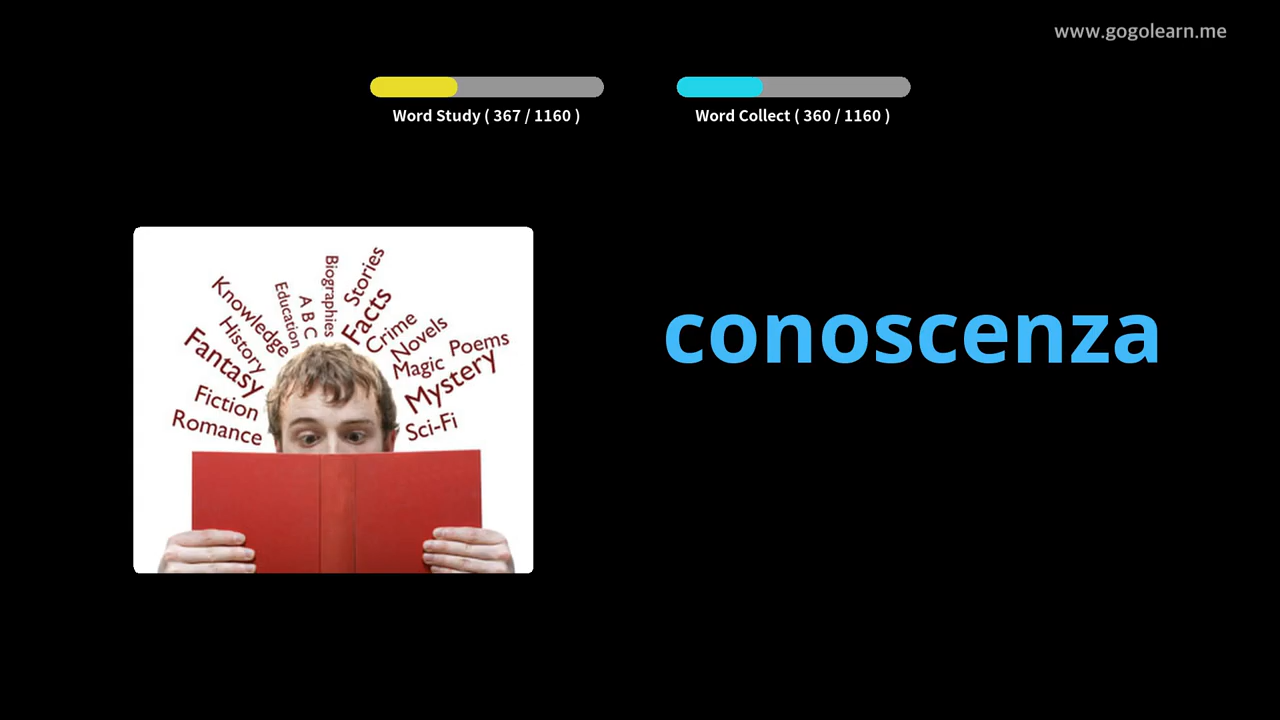 www.gogolearn.me
Word Study ( 367 / 1160 )
Word Collect ( 360 / 1160 )
Romance
Fiction
Fantasy
History
Knowledge
Education
A B C
Biographies
Stories
Facts
Crime
Novels
Magic
Poems
Mystery
Sci-Fi
conoscenza